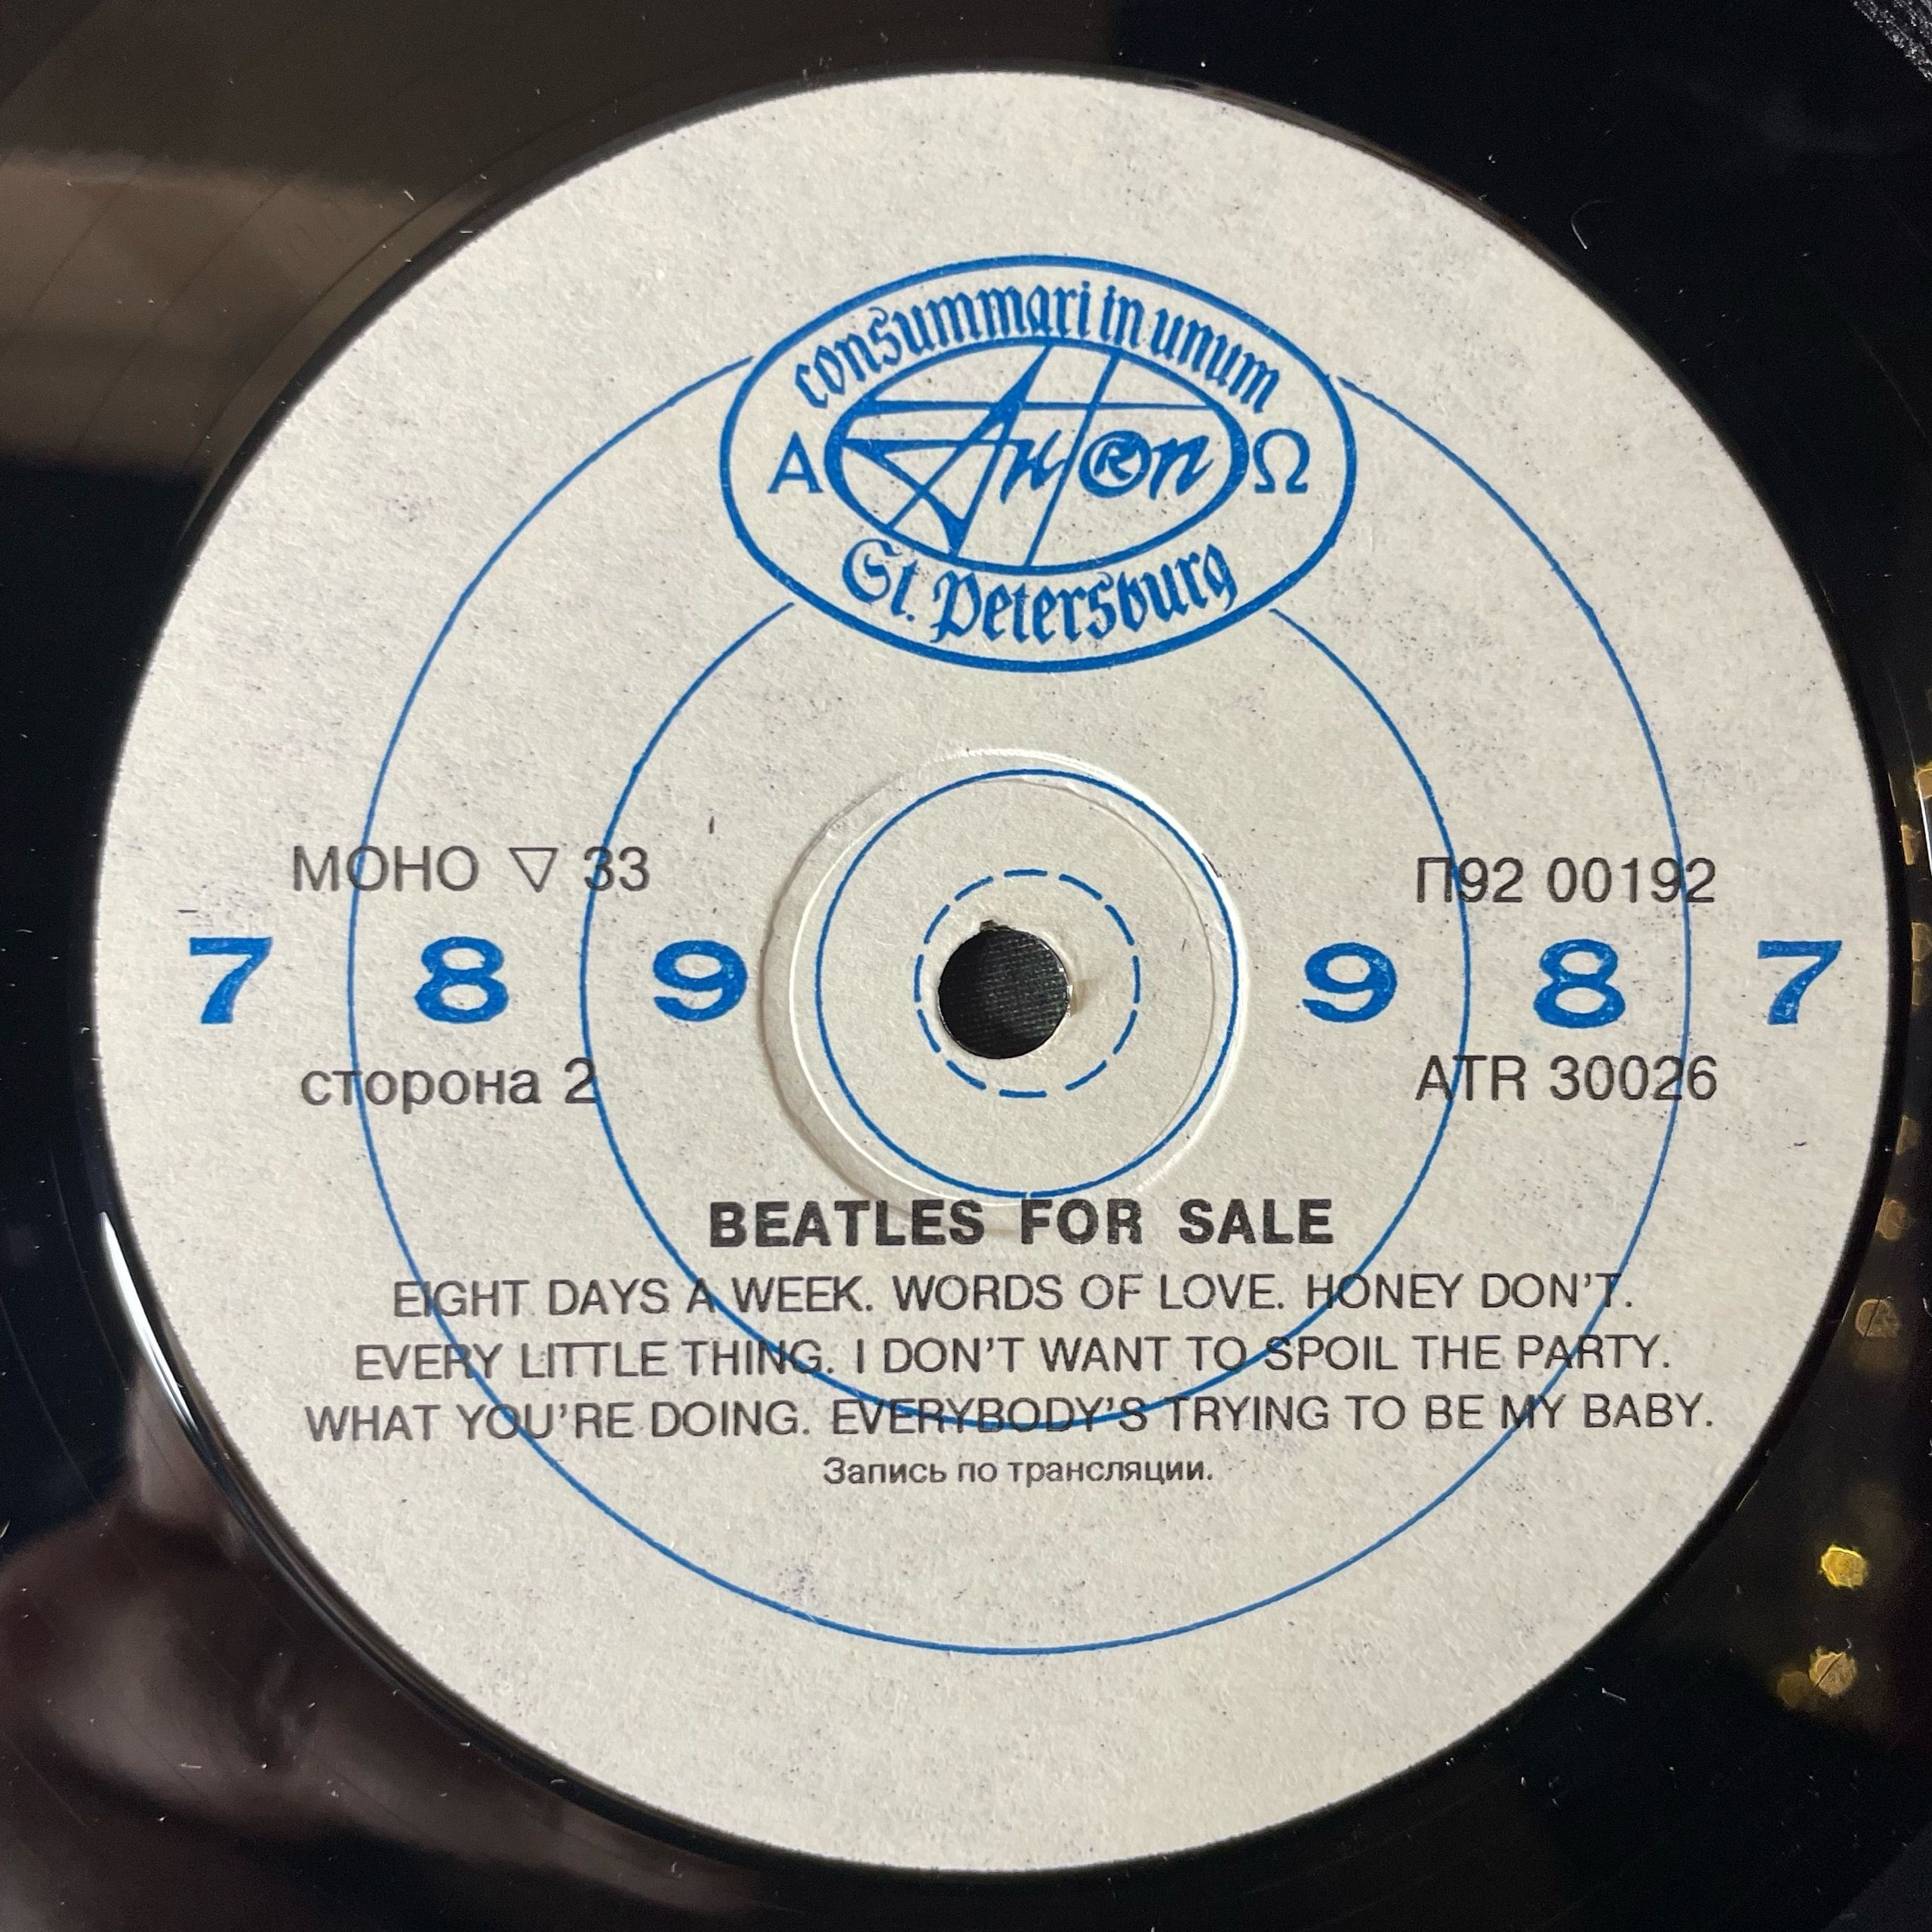 consummari in unum
Α Антоn ® Ω
St. Petersburg
МОНО ▽ 33
П92 00192
7 8 9 9 8 7
сторона 2
ATR 30026
BEATLES FOR SALE
EIGHT DAYS A WEEK. WORDS OF LOVE. HONEY DON'T.
EVERY LITTLE THING. I DON'T WANT TO SPOIL THE PARTY.
WHAT YOU'RE DOING. EVERYBODY'S TRYING TO BE MY BABY.
Запись по трансляции.